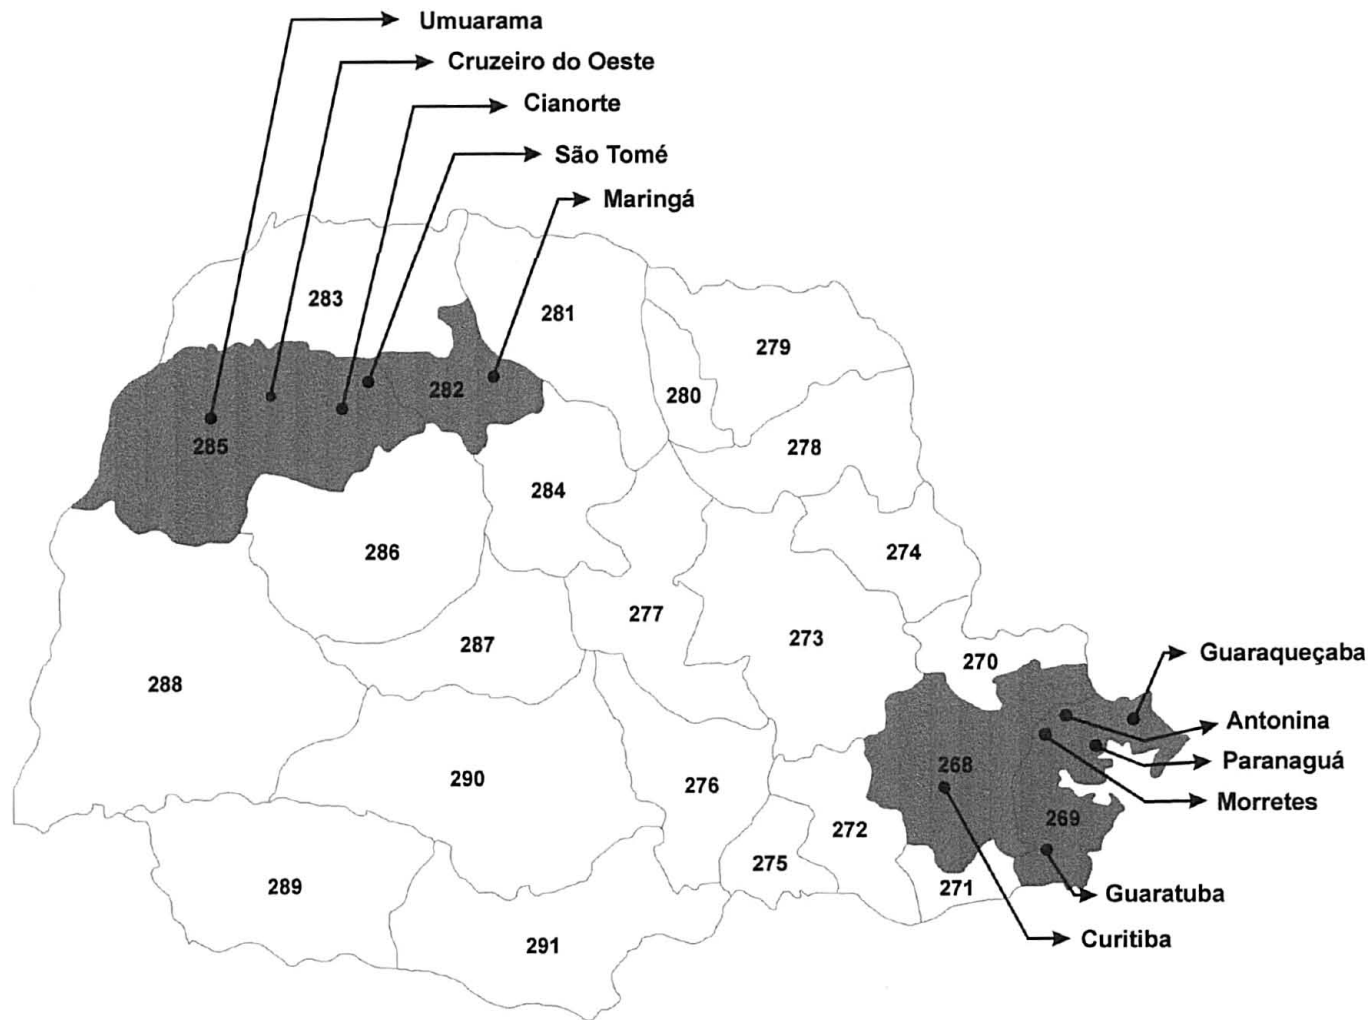 Umuarama
Cruzeiro do Oeste
Cianorte
São Tomé
Maringá
283
281
279
282
280
285
278
284
286
274
277
273
287
270
Guaraqueçaba
288
Antonina
Paranaguá
290
276
268
Morretes
269
272
275
289
271
Guaratuba
291
Curitiba